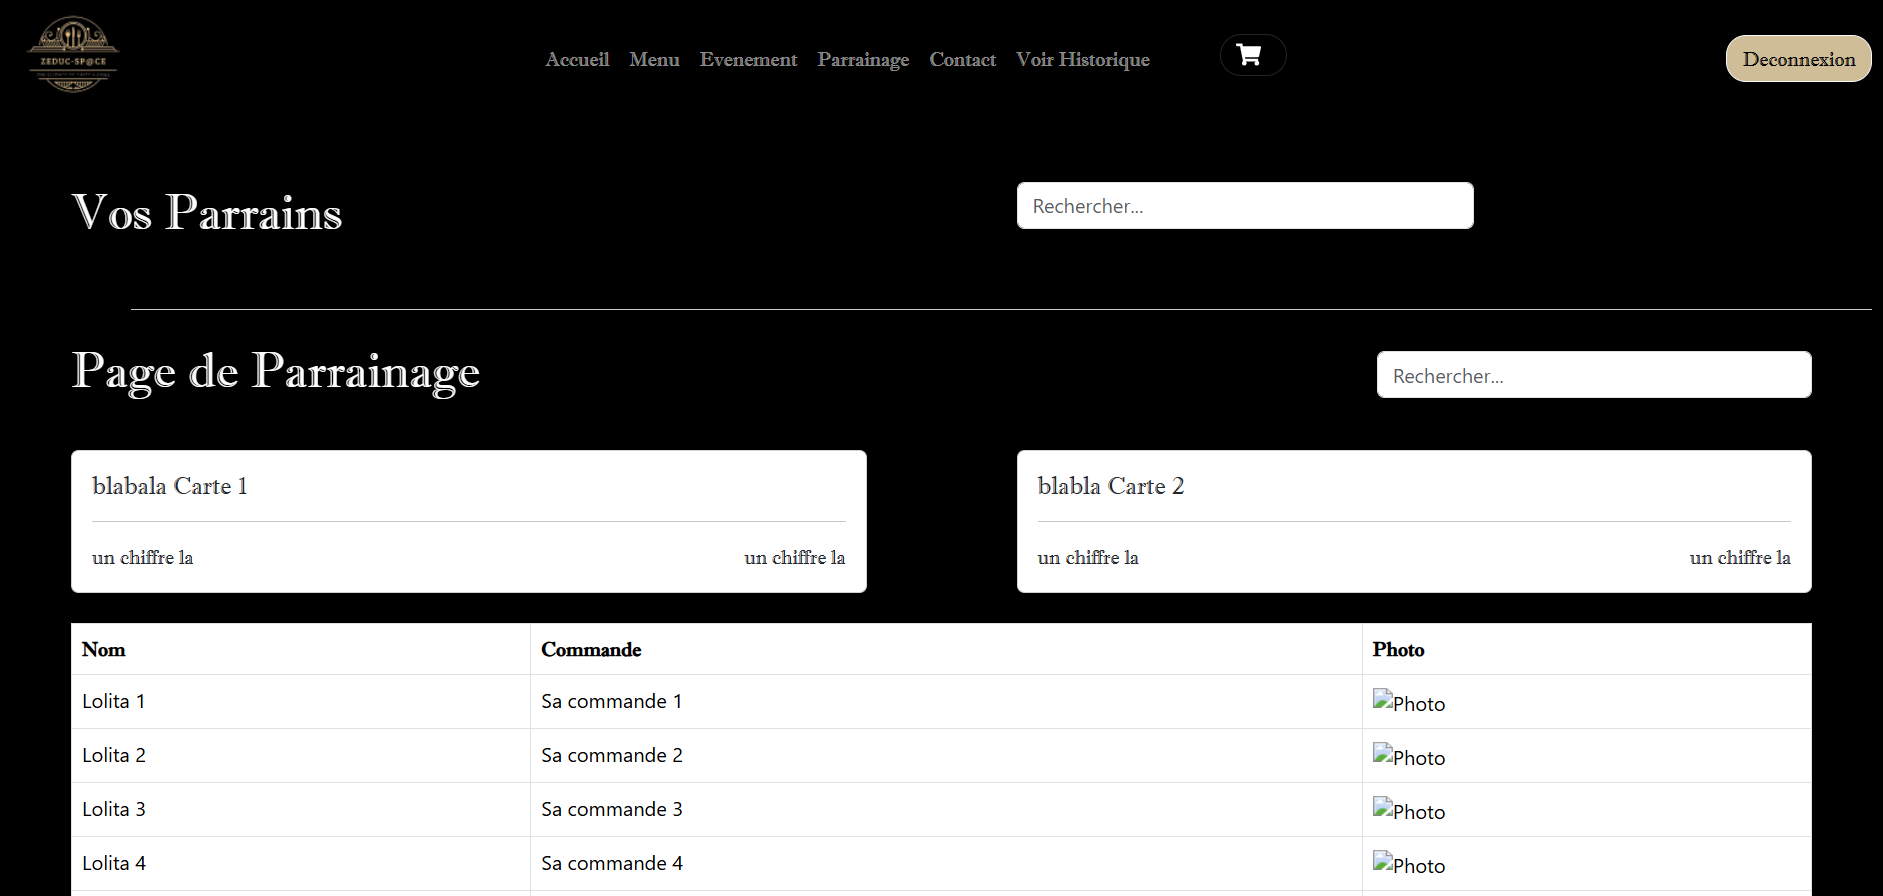 ZEDUC-SP@CE
Accueil Menu Evenement Parrainage Contact Voir Historique
Deconnexion
Vos Parrains
Rechercher...
Page de Parrainage
Rechercher...
blabala Carte 1
un chiffre la un chiffre la
blabla Carte 2
un chiffre la un chiffre la
Nom Commande Photo
Lolita 1 Sa commande 1 Photo
Lolita 2 Sa commande 2 Photo
Lolita 3 Sa commande 3 Photo
Lolita 4 Sa commande 4 Photo